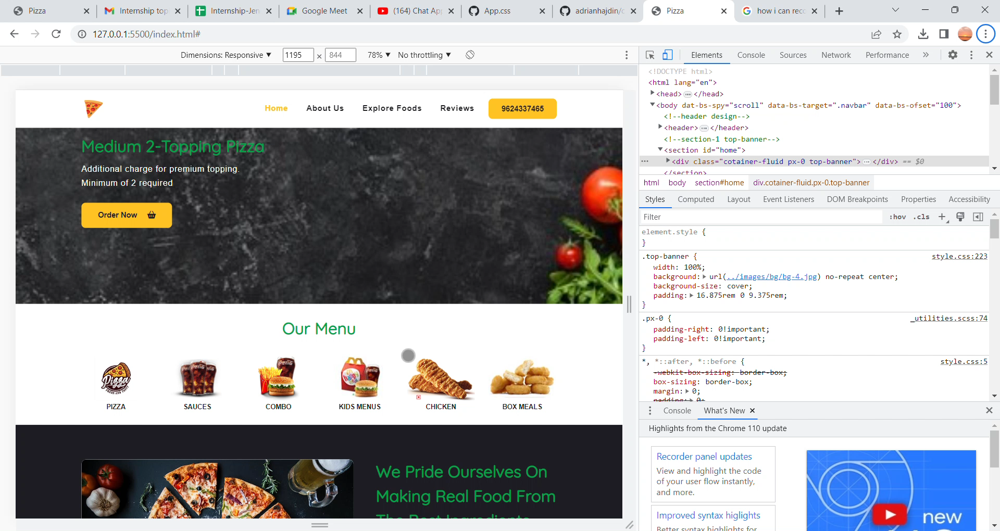 Pizza
Internship top
Internship-Jen
Google Meet
(164) Chat Ap
App.css
adrianhajdin/c
Pizza
how i can reco
127.0.0.1:5500/index.html#
Dimensions: Responsive
1195 × 844
78%
No throttling
Elements
Console
Sources
Network
Performance
<!DOCTYPE html>
<html lang="en">
<head> ⋯ </head>
<body dat-bs-spy="scroll" data-bs-target=".navbar" data-bs-ofset="100">
<!--header design-->
<header> ⋯ </header>
<!--section-1 top-banner-->
<section id="home">
<div class="cotainer-fluid px-0 top-banner"> ⋯ </div> == $0
</section>
html body section#home div.cotainer-fluid.px-0.top-banner
Styles
Computed
Layout
Event Listeners
DOM Breakpoints
Properties
Accessibility
Filter
:hov .cls
element.style {
}
.top-banner { style.css:223
width: 100%;
background: url(../images/bg/bg-4.jpg) no-repeat center;
background-size: cover;
padding: 16.875rem 0 9.375rem;
}
.px-0 { _utilities.scss:74
padding-right: 0!important;
padding-left: 0!important;
}
*, *::after, *::before { style.css:5
-webkit-box-sizing: border-box;
box-sizing: border-box;
margin: 0;
padding: 0;
Console
What's New
Highlights from the Chrome 110 update
Recorder panel updates
View and highlight the code
of your user flow instantly,
and more.
Improved syntax higlights
Better syntax highlights for
new
Home
About Us
Explore Foods
Reviews
9624337465
Medium 2-Topping Pizza
Additional charge for premium topping.
Minimum of 2 required
Order Now
Our Menu
Pizza
PIZZA
SAUCES
COMBO
KIDS MENUS
CHICKEN
BOX MEALS
We Pride Ourselves On
Making Real Food From
The Best Ingredients